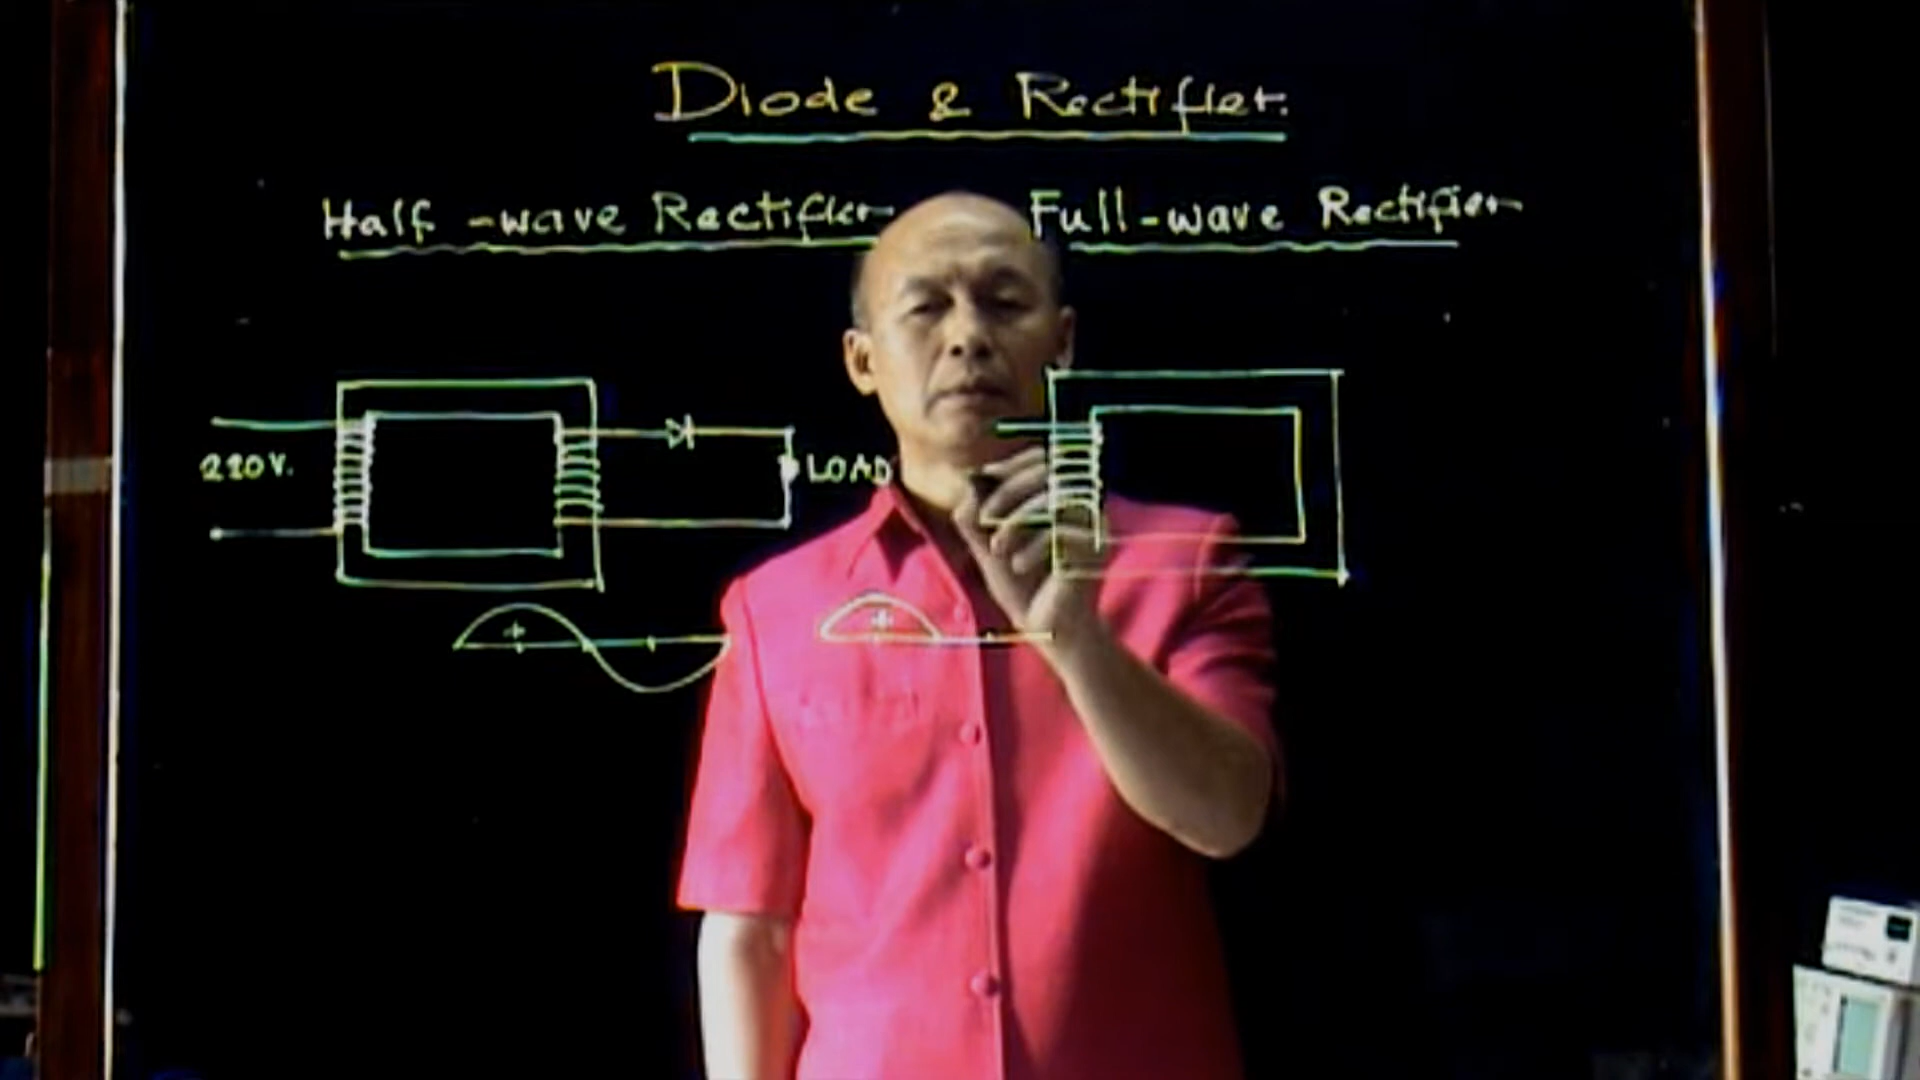 Diode & Rectifier.
Half-wave Rectifier
Full-wave Rectifier
220V.
LOAD
+
+